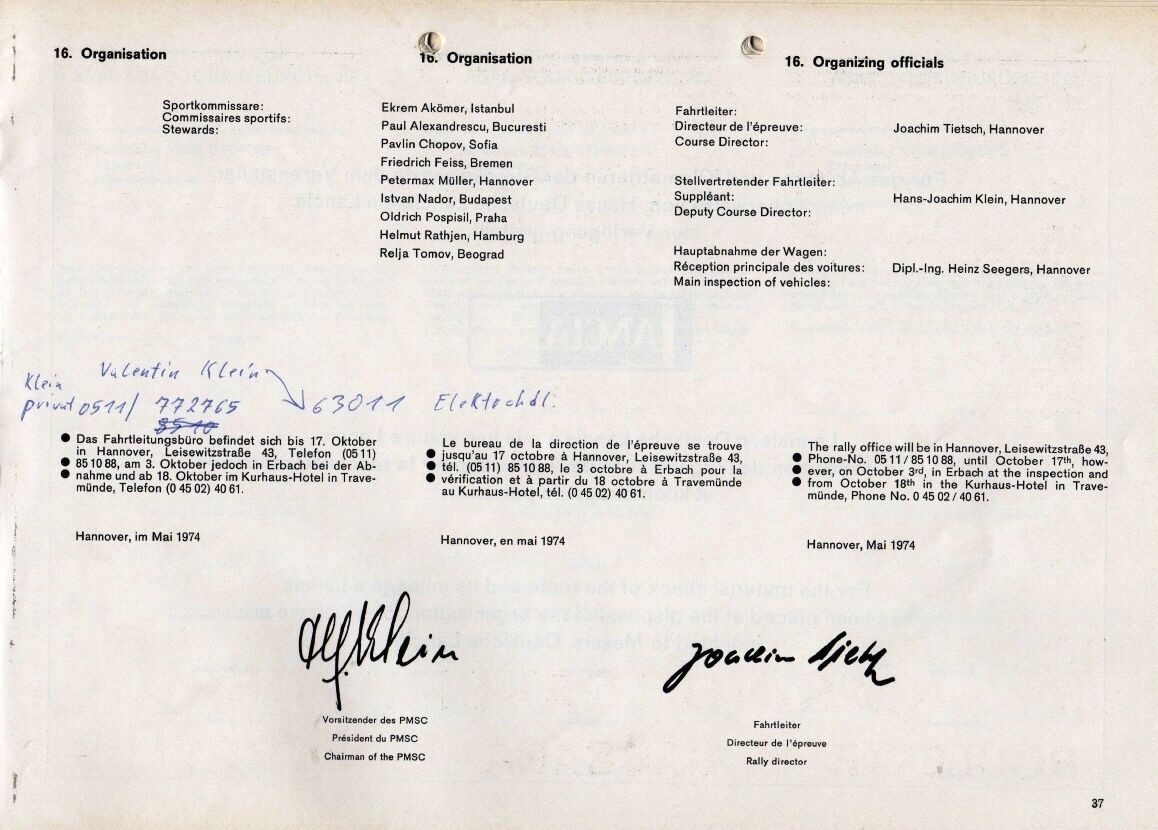 16. Organisation
16. Organisation
16. Organizing officials
Sportkommissare:
Commissaires sportifs:
Stewards:
Ekrem Akömer, Istanbul
Paul Alexandrescu, Bucuresti
Pavlin Chopov, Sofia
Friedrich Feiss, Bremen
Petermax Müller, Hannover
Istvan Nador, Budapest
Oldrich Pospisil, Praha
Helmut Rathjen, Hamburg
Relja Tomov, Beograd
Fahrtleiter:
Directeur de l'épreuve:
Course Director:
Joachim Tietsch, Hannover
Stellvertretender Fahrtleiter:
Suppléant:
Deputy Course Director:
Hans-Joachim Klein, Hannover
Hauptabnahme der Wagen:
Réception principale des voitures:
Main inspection of vehicles:
Dipl.-Ing. Heinz Seegers, Hannover
Valentin Klein
Klein
privat 0511/ 772765
63011 Elektrohdl.
● Das Fahrtleitungsbüro befindet sich bis 17. Oktober
in Hannover, Leisewitzstraße 43, Telefon (05 11)
● 85 10 88, am 3. Oktober jedoch in Erbach bei der Ab-
● nahme und ab 18. Oktober im Kurhaus-Hotel in Trave-
münde, Telefon (0 45 02) 40 61.
● Le bureau de la direction de l'épreuve se trouve
jusqu'au 17 octobre à Hannover, Leisewitzstraße 43,
● tél. (05 11) 85 10 88, le 3 octobre à Erbach pour la
● vérification et à partir du 18 octobre à Travemünde
au Kurhaus-Hotel, tél. (0 45 02) 40 61.
● The rally office will be in Hannover, Leisewitzstraße 43,
Phone-No. 05 11 / 85 10 88, until October 17th, how-
● ever, on October 3rd, in Erbach at the inspection and
● from October 18th in the Kurhaus-Hotel in Trave-
münde, Phone No. 0 45 02 / 40 61.
Hannover, im Mai 1974
Hannover, en mai 1974
Hannover, Mai 1974
Klein
Joachim Tietsch
Vorsitzender des PMSC
Président du PMSC
Chairman of the PMSC
Fahrtleiter
Directeur de l'épreuve
Rally director
37